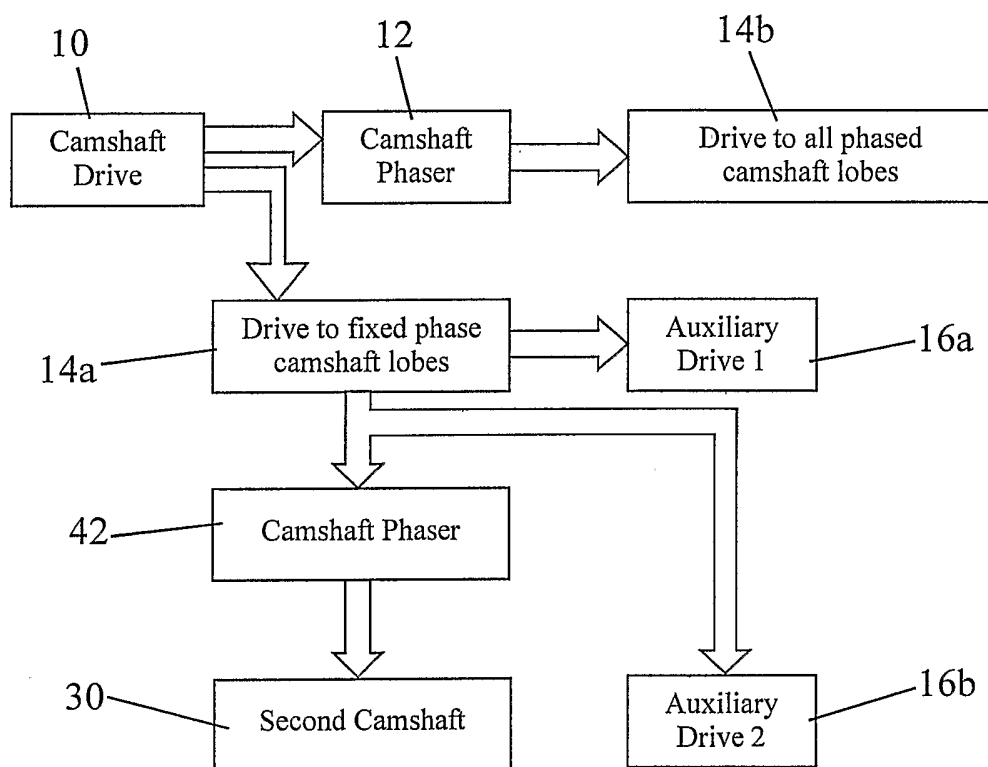 10
12
14b
Camshaft
Drive
Camshaft
Phaser
Drive to all phased
camshaft lobes
Drive to fixed phase
camshaft lobes
14a
Auxiliary
Drive 1
16a
42
Camshaft Phaser
30
Second Camshaft
Auxiliary
Drive 2
16b